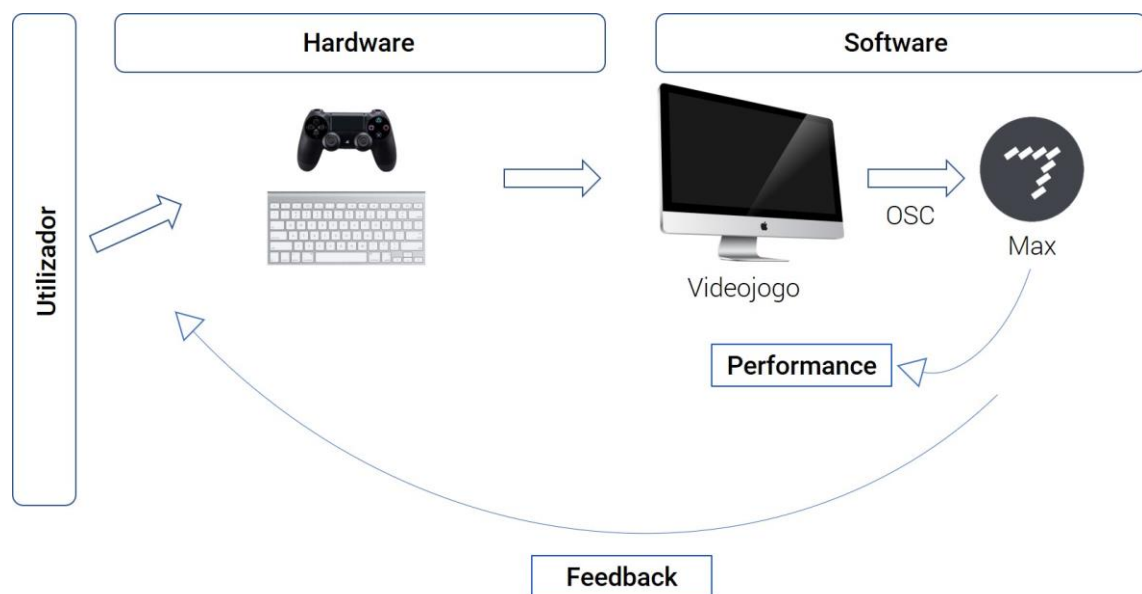 Hardware
Software
Utilizador
OSC
Videojogo
Max
Performance
Feedback